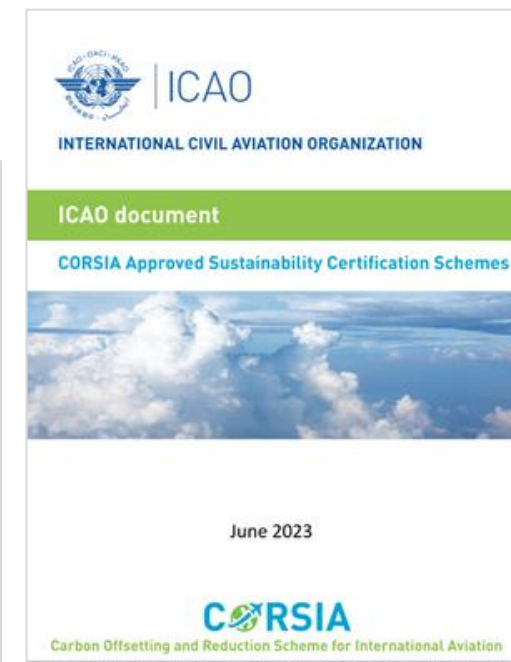 ICAO
INTERNATIONAL CIVIL AVIATION ORGANIZATION
ICAO document
CORSIA Approved Sustainability Certification Schemes
June 2023
CORSIA
Carbon Offsetting and Reduction Scheme for International Aviation